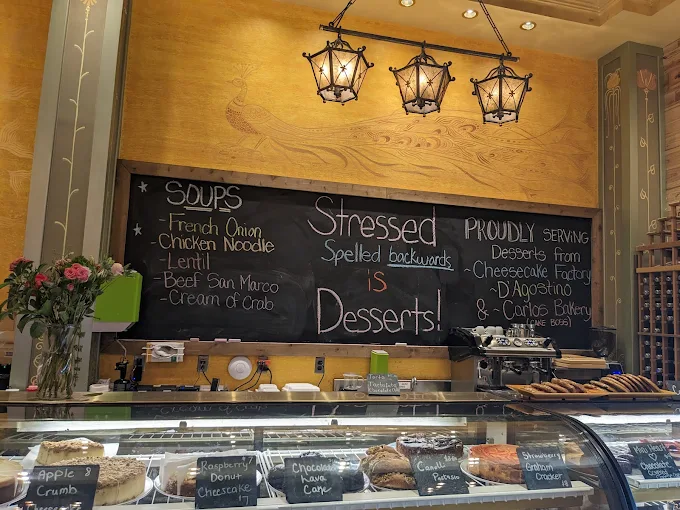 SOUPS
- French Onion
- Chicken Noodle
- Lentil
- Beef San Marco
- Cream of Crab
Stressed
Spelled backwards
is
Desserts!
PROUDLY SERVING
Desserts From
~Cheesecake Factory
~D'Agostino
& ~Carlos Bakery
(CAKE BOSS)
Apple &
Crumb
Raspberry
Donut
Cheescake
Chocolate
Lava
Cake
Cannoli
Strawberry
Graham
Cracker
Chocolate